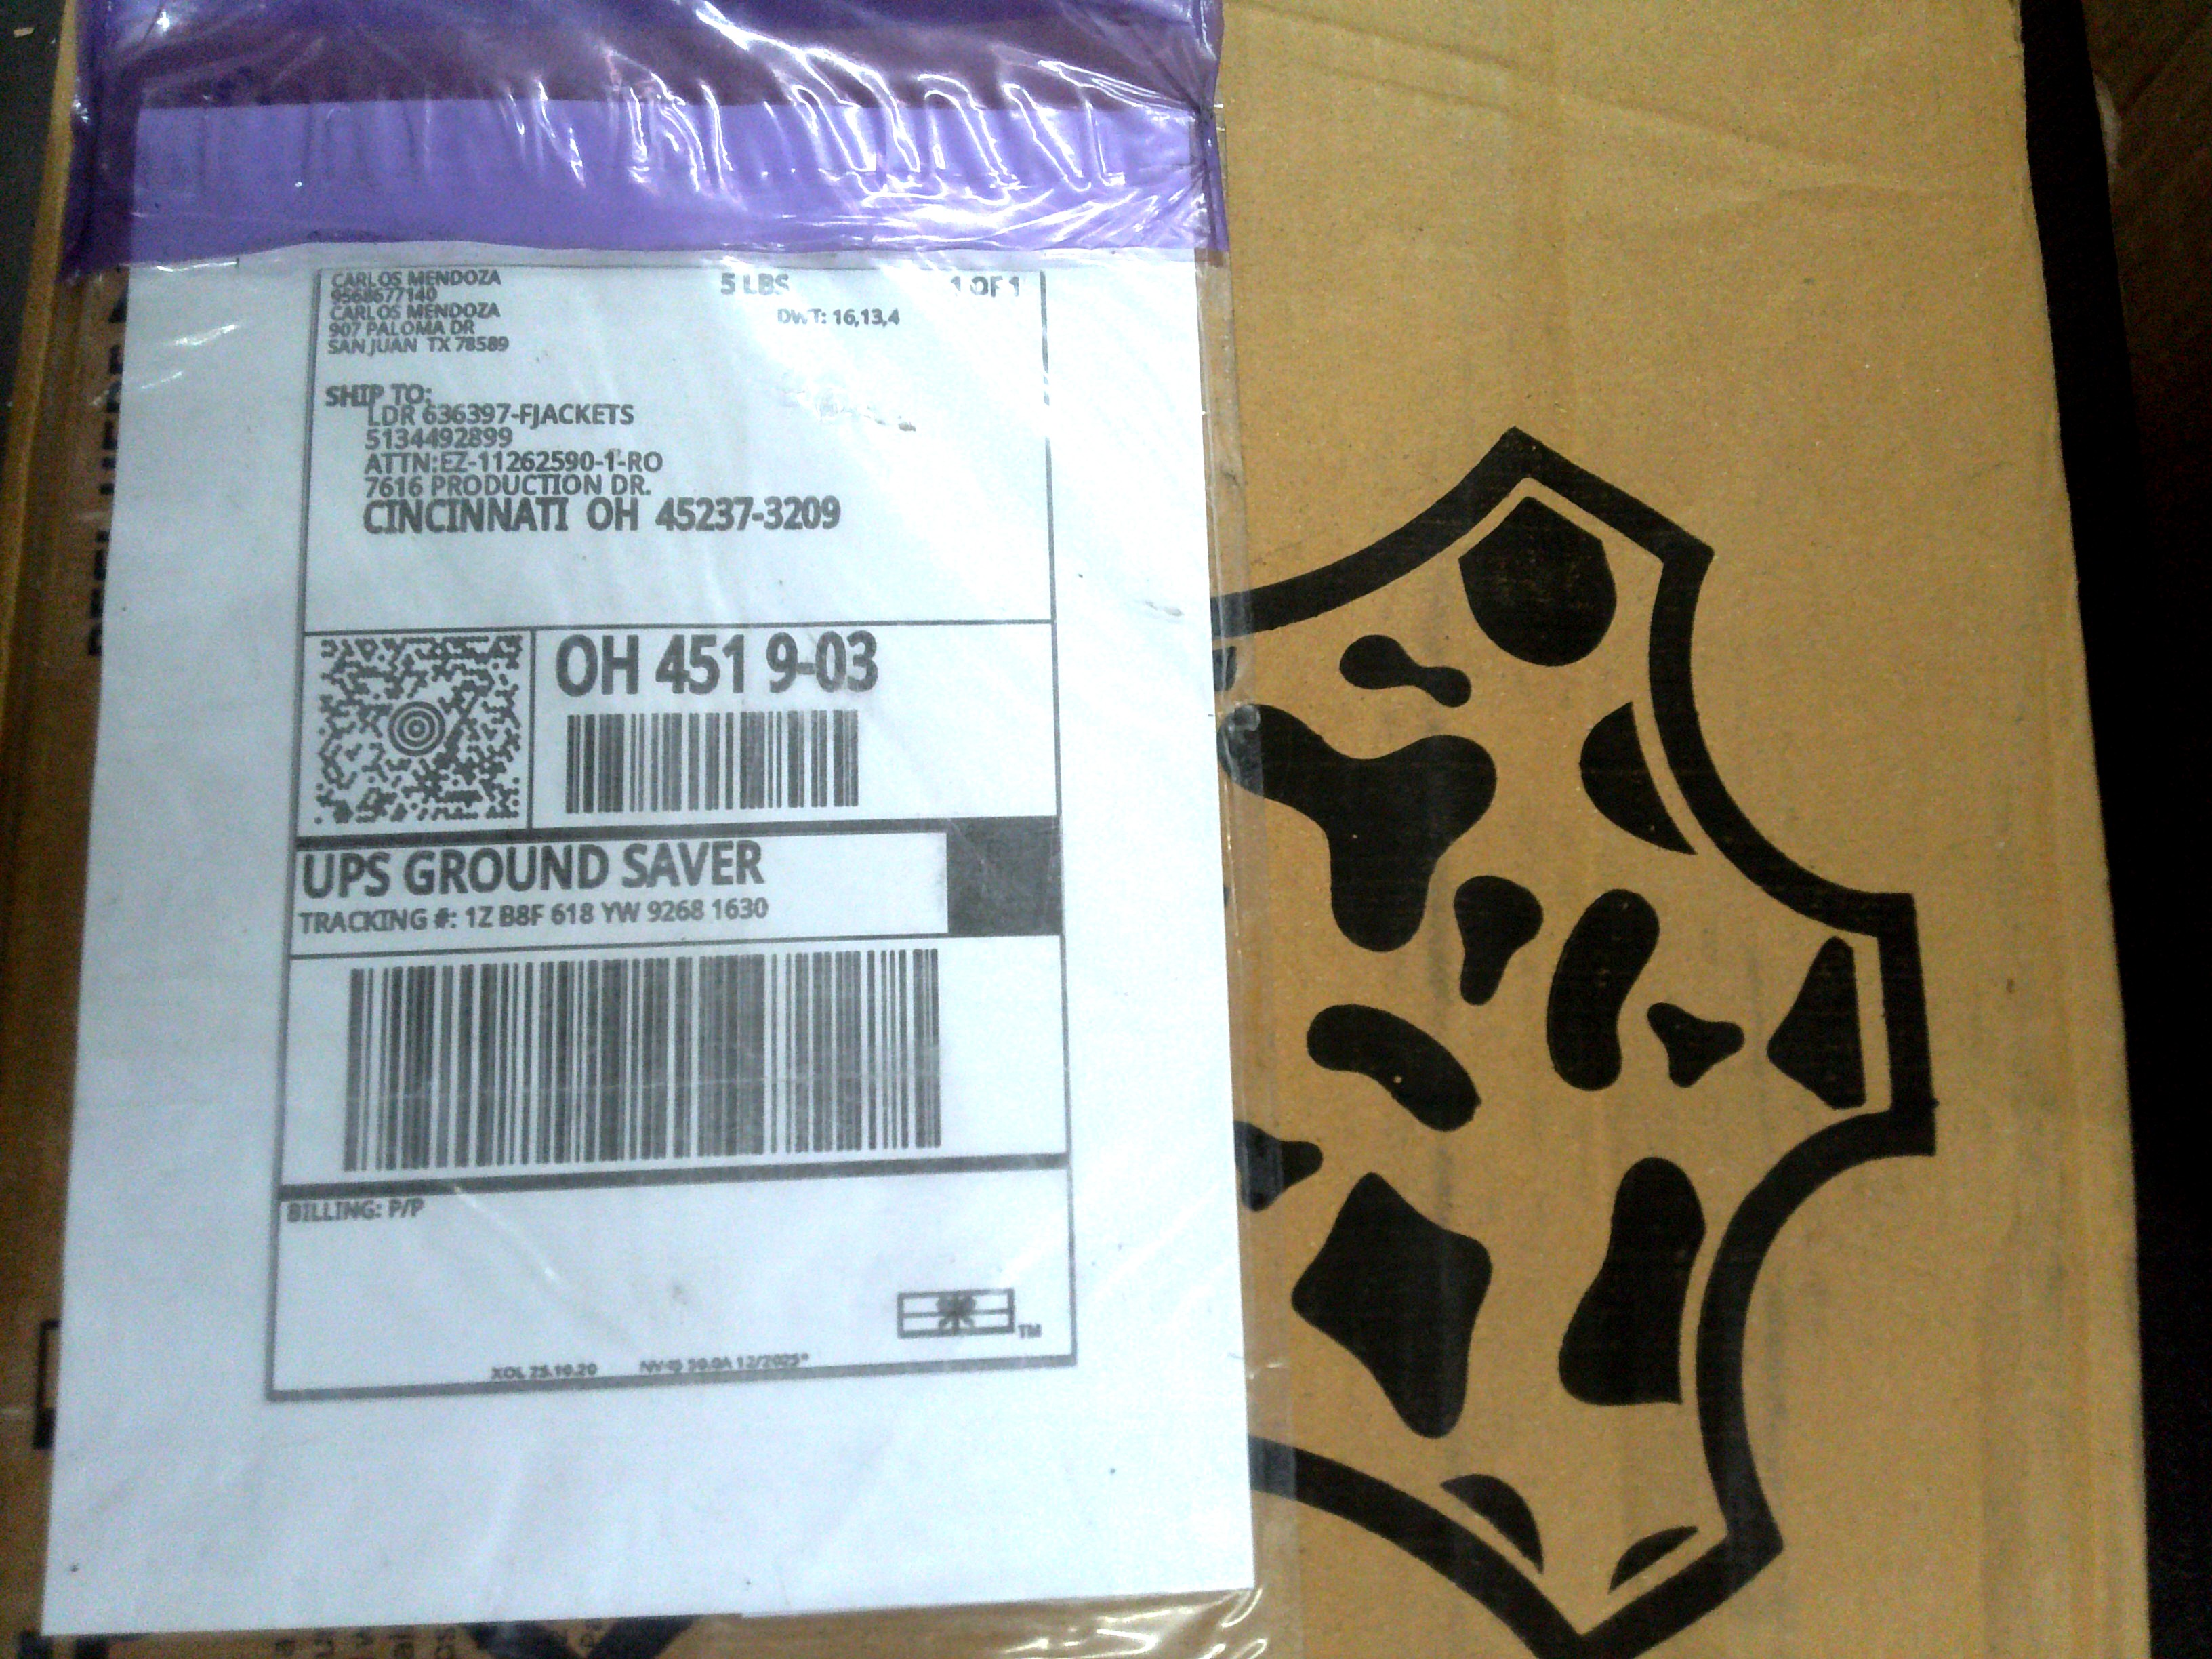 CARLOS MENDOZA
9568677140
CARLOS MENDOZA
907 PALOMA DR
SAN JUAN TX 78589
5 LBS
1 OF 1
DWT: 16,13,4
SHIP TO:
LDR 636397-FJACKETS
5134492899
ATTN:EZ-11262590-1-RO
7616 PRODUCTION DR.
CINCINNATI OH 45237-3209
OH 451 9-03
UPS GROUND SAVER
TRACKING #: 1Z B8F 618 YW 9268 1630
BILLING: P/P
TM
XOL 25.10.20
12/2025*